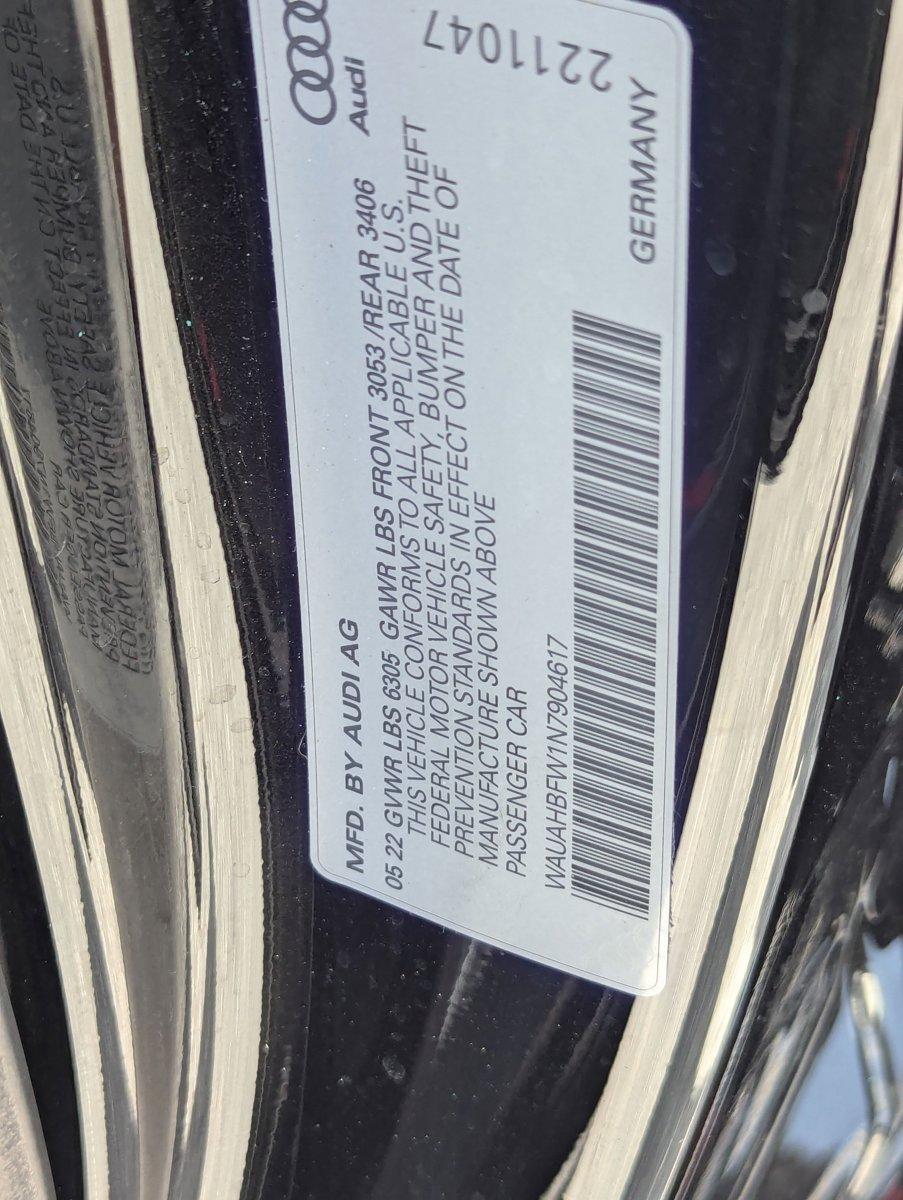 Audi
MFD. BY AUDI AG
05 22 GVWR LBS 6305 GAWR LBS FRONT 3053 /REAR 3406
THIS VEHICLE CONFORMS TO ALL APPLICABLE U.S.
FEDERAL MOTOR VEHICLE SAFETY, BUMPER AND THEFT
PREVENTION STANDARDS IN EFFECT ON THE DATE OF
MANUFACTURE SHOWN ABOVE
PASSENGER CAR
WAUAHBFW1N7904617
GERMANY
2211047